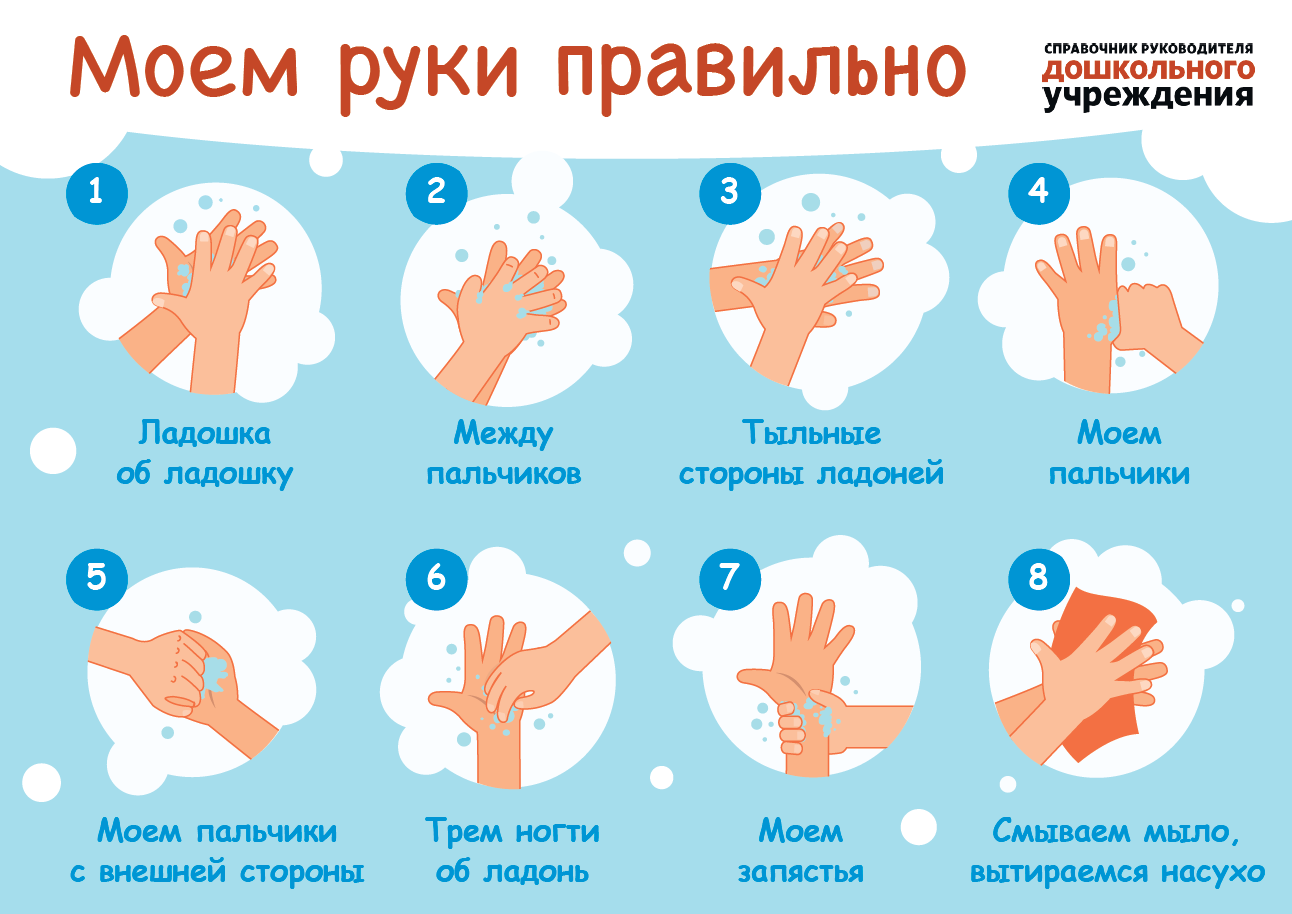 Моем руки правильно
СПРАВОЧНИК РУКОВОДИТЕЛЯ
ДОШКОЛЬНОГО
учреждения
1
Ладошка
об ладошку
2
Между
пальчиков
3
Тыльные
стороны ладоней
4
Моем
пальчики
5
Моем пальчики
с внешней стороны
6
Трем ногти
об ладонь
7
Моем
запястья
8
Смываем мыло,
вытираемся насухо